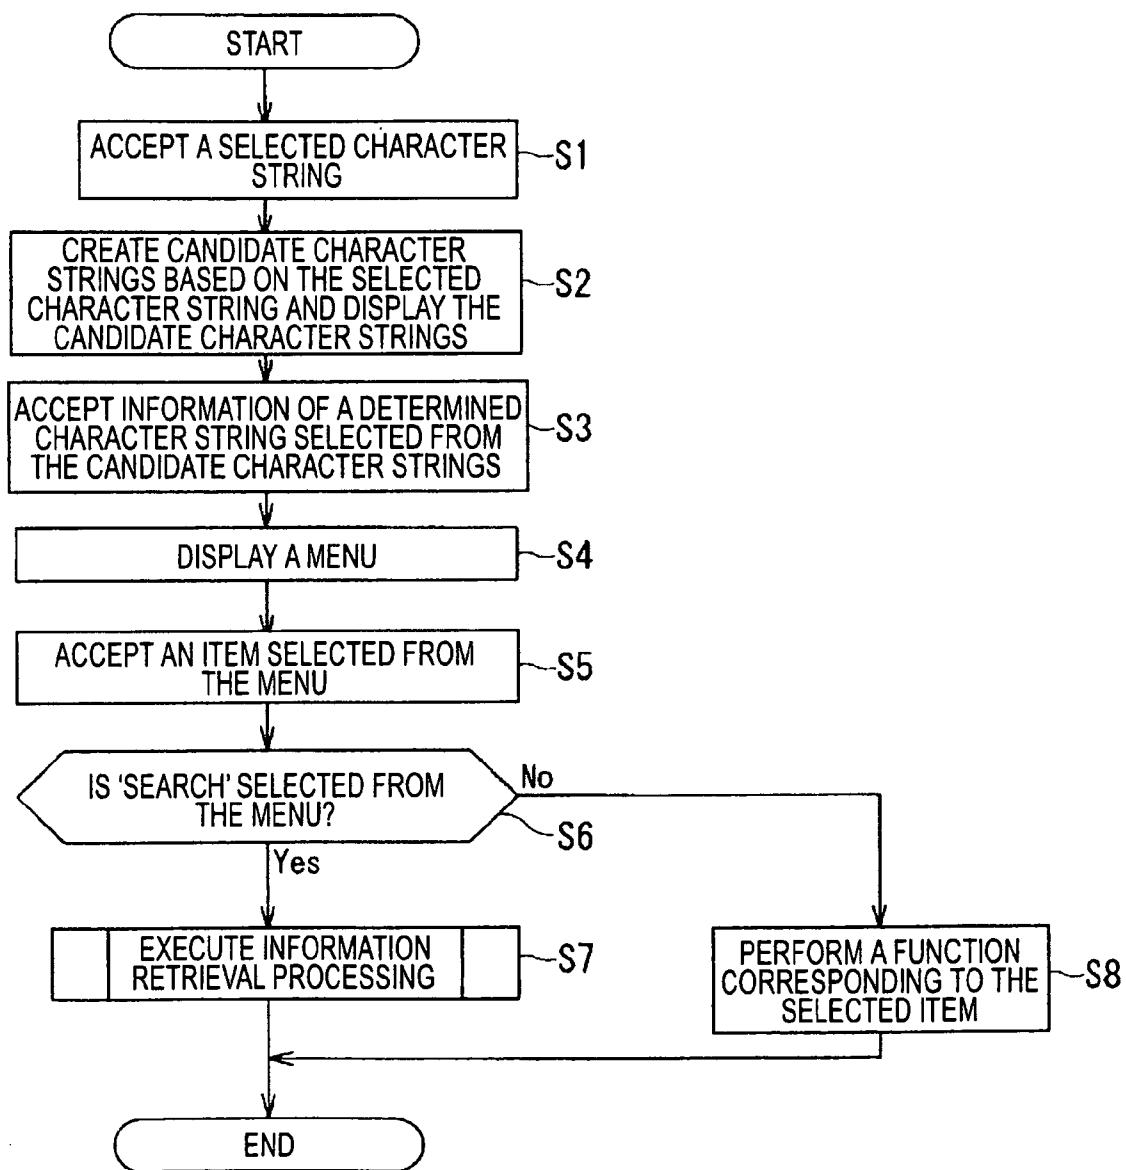 START
ACCEPT A SELECTED CHARACTER
STRING
S1
CREATE CANDIDATE CHARACTER
STRINGS BASED ON THE SELECTED
CHARACTER STRING AND DISPLAY THE
CANDIDATE CHARACTER STRINGS
S2
ACCEPT INFORMATION OF A DETERMINED
CHARACTER STRING SELECTED FROM
THE CANDIDATE CHARACTER STRINGS
S3
DISPLAY A MENU
S4
ACCEPT AN ITEM SELECTED FROM
THE MENU
S5
IS ‘SEARCH’ SELECTED FROM
THE MENU?
No
S6
Yes
EXECUTE INFORMATION
RETRIEVAL PROCESSING
S7
PERFORM A FUNCTION
CORRESPONDING TO THE
SELECTED ITEM
S8
END